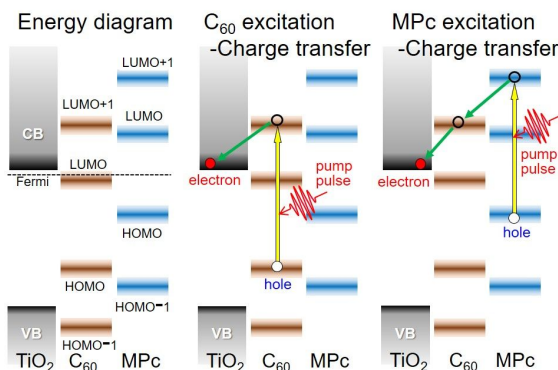 Energy diagram
C60 excitation
-Charge transfer
MPc excitation
-Charge transfer
LUMO+1
LUMO+1
LUMO
CB
LUMO
Fermi
HOMO
HOMO
HOMO-1
VB
HOMO-1
TiO2 C60 MPc
electron
pump
pulse
hole
VB
TiO2 C60 MPc
electron
pump
pulse
hole
VB
TiO2 C60 MPc